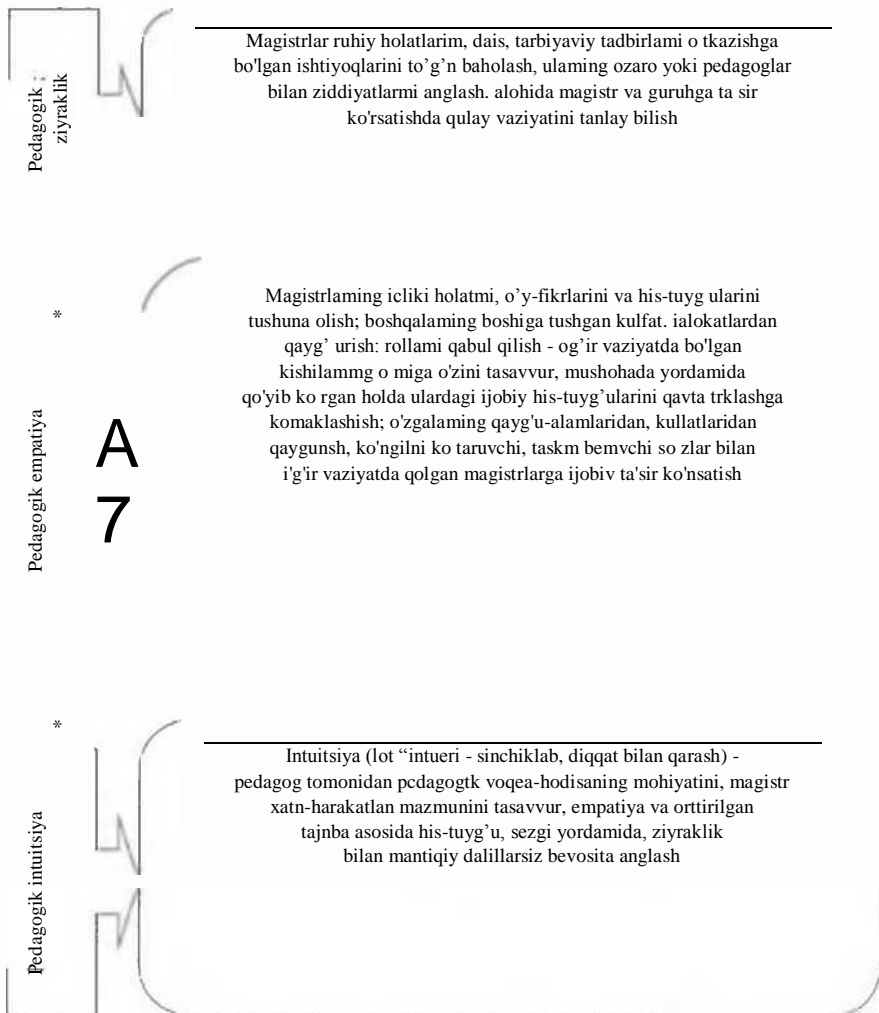 Pedagogik ;
ziyraklik
Magistrlar ruhiy holatlarim, dais, tarbiyaviy tadbirlami o tkazishga
bo'lgan ishtiyoqlarini to’g’n baholash, ulaming ozaro yoki pedagoglar
bilan ziddiyatlarmi anglash. alohida magistr va guruhga ta sir
ko'rsatishda qulay vaziyatini tanlay bilish
*
Pedagogik empatiya
A
7
Magistrlaming icliki holatmi, o’y-fikrlarini va his-tuyg ularini
tushuna olish; boshqalaming boshiga tushgan kulfat. ialokatlardan
qayg’ urish: rollami qabul qilish - og’ir vaziyatda bo'lgan
kishilammg o miga o'zini tasavvur, mushohada yordamida
qo'yib ko rgan holda ulardagi ijobiy his-tuyg’ularini qavta trklashga
komaklashish; o'zgalaming qayg'u-alamlaridan, kullatlaridan
qaygunsh, ko'ngilni ko taruvchi, taskm bemvchi so zlar bilan
i'g'ir vaziyatda qolgan magistrlarga ijobiv ta'sir ko'nsatish
*
Pedagogik intuitsiya
Intuitsiya (lot “intueri - sinchiklab, diqqat bilan qarash) -
pedagog tomonidan pcdagogtk voqea-hodisaning mohiyatini, magistr
xatn-harakatlan mazmunini tasavvur, empatiya va orttirilgan
tajnba asosida his-tuyg’u, sezgi yordamida, ziyraklik
bilan mantiqiy dalillarsiz bevosita anglash